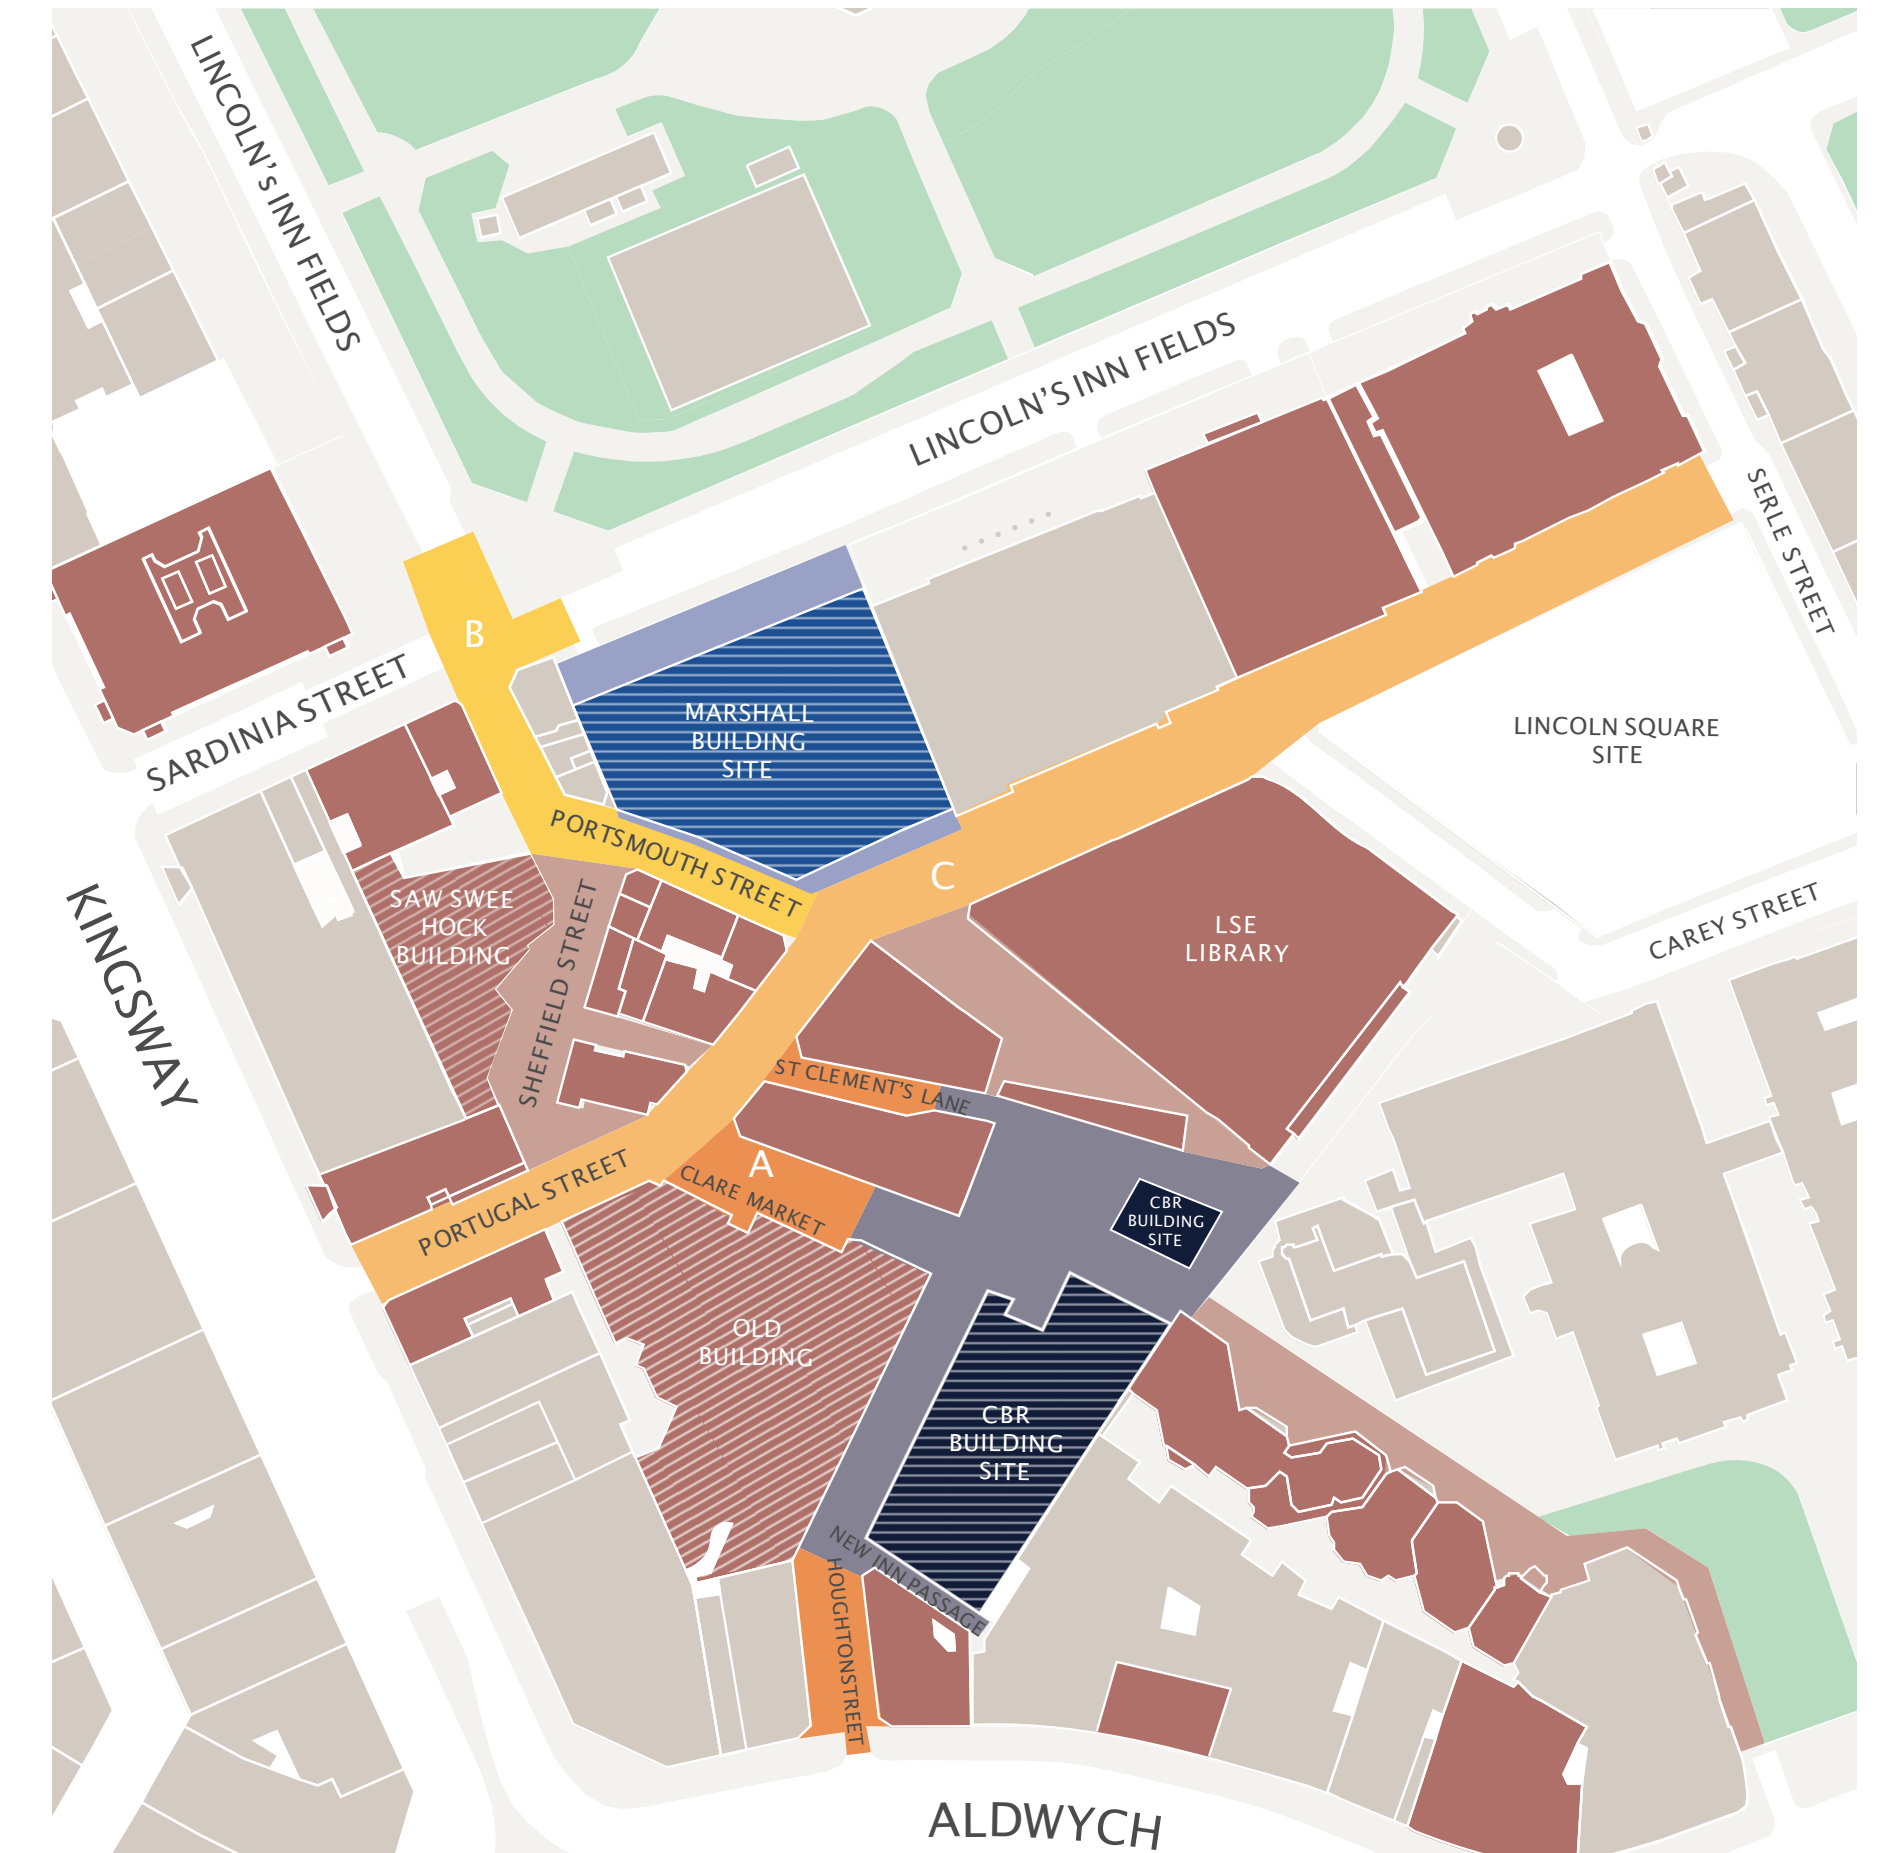 LINCOLN's INN FIELDS
LINCOLN'S INN FIELDS
SERLE STREET
B
SARDINIA STREET
MARSHALL
BUILDING
SITE
LINCOLN SQUARE
SITE
PORTSMOUTH STREET
C
KINGSWAY
SAW SWEE
HOCK
BUILDING
SHEFFIELD STREET
LSE
LIBRARY
CAREY STREET
ST CLEMENT'S LANE
A
CLARE MARKET
PORTUGAL STREET
CBR
BUILDING
SITE
OLD
BUILDING
CBR
BUILDING
SITE
NEW INN PASSAGE
HOUGHTONSTREET
ALDWYCH